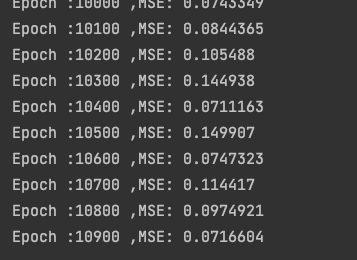 Epoch :10000 ,MSE: 0.0743349
Epoch :10100 ,MSE: 0.0844365
Epoch :10200 ,MSE: 0.105488
Epoch :10300 ,MSE: 0.144938
Epoch :10400 ,MSE: 0.0711163
Epoch :10500 ,MSE: 0.149907
Epoch :10600 ,MSE: 0.0747323
Epoch :10700 ,MSE: 0.114417
Epoch :10800 ,MSE: 0.0974921
Epoch :10900 ,MSE: 0.0716604